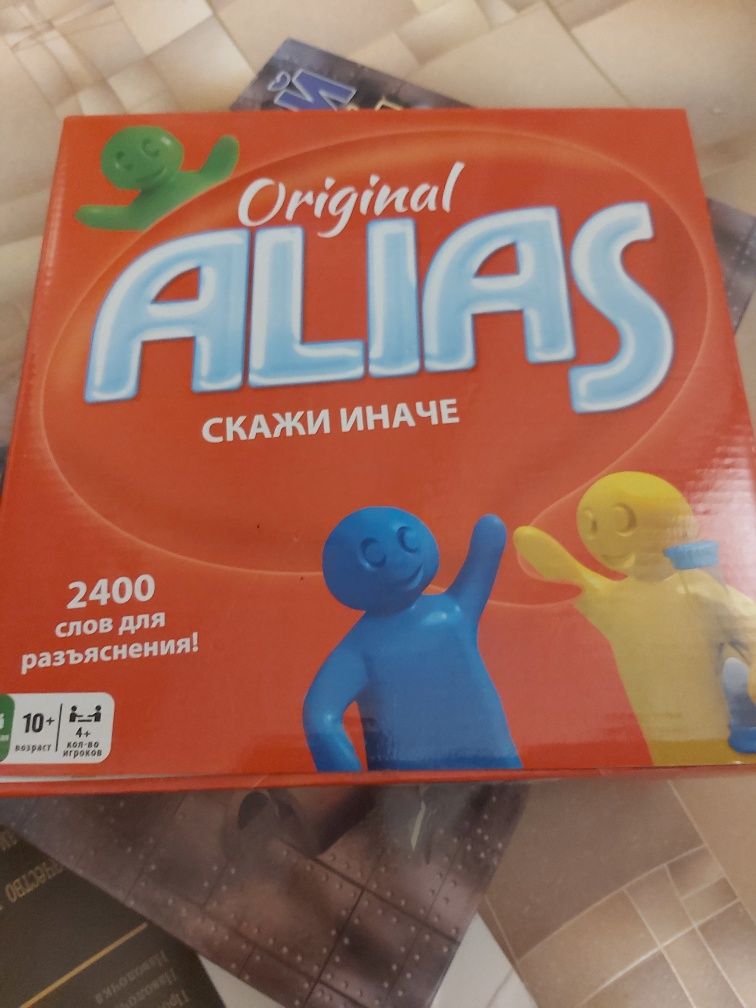 Й
Original
ALIAS
СКАЖИ ИНАЧЕ
2400
слов для
разъяснения!
10+
возраст
4+
кол-во
игроков